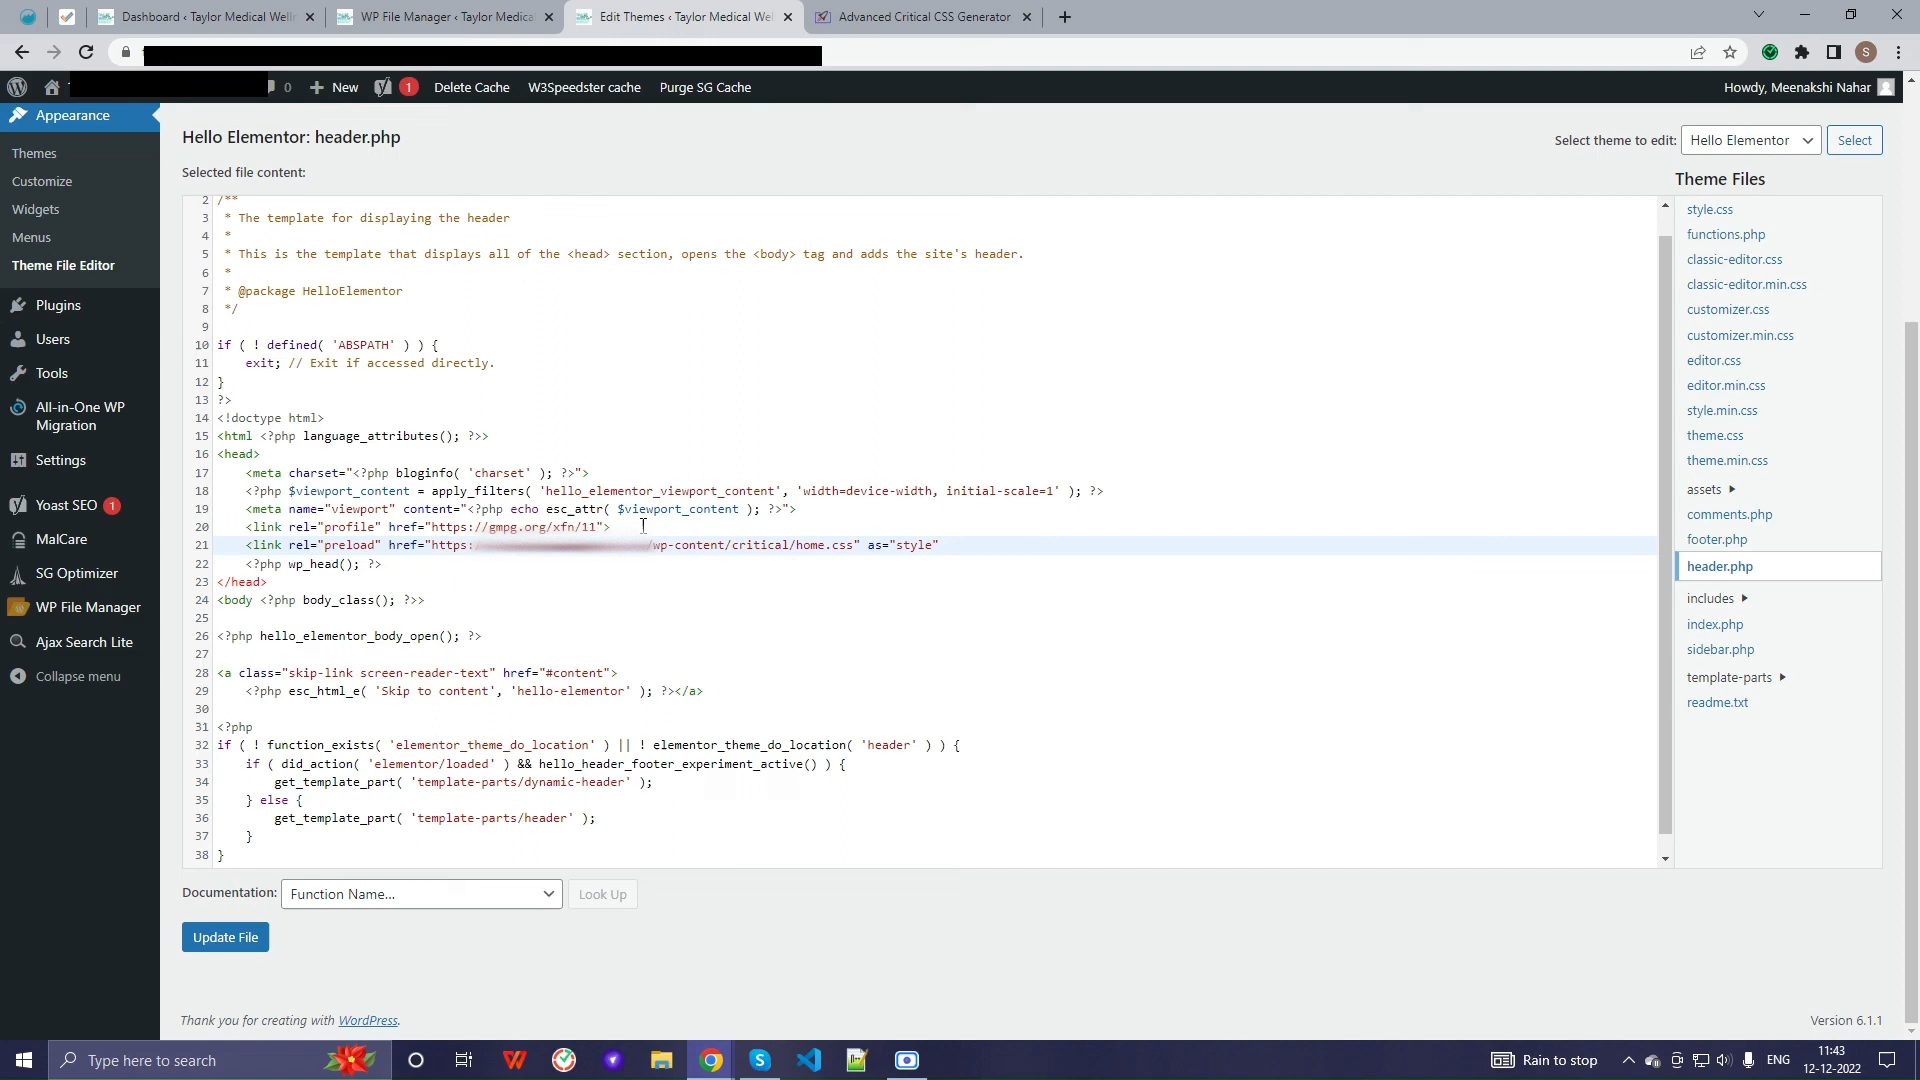 Dashboard ‹ Taylor Medical Well
WP File Manager ‹ Taylor Medica
Edit Themes ‹ Taylor Medical Wel
Advanced Critical CSS Generator
S
0
New
1
Delete Cache
W3Speedster cache
Purge SG Cache
Howdy, Meenakshi Nahar
Appearance
Themes
Customize
Widgets
Menus
Theme File Editor
Plugins
Users
Tools
All-in-One WP
Migration
Settings
Yoast SEO 1
MalCare
SG Optimizer
WP File Manager
Ajax Search Lite
Collapse menu
Hello Elementor: header.php
Select theme to edit: Hello Elementor Select
Selected file content:
2 /**
3 * The template for displaying the header
4 *
5 * This is the template that displays all of the <head> section, opens the <body> tag and adds the site's header.
6 *
7 * @package HelloElementor
8 */
9
10 if ( ! defined( 'ABSPATH' ) ) {
11 exit; // Exit if accessed directly.
12 }
13 ?>
14 <!doctype html>
15 <html <?php language_attributes(); ?>>
16 <head>
17 <meta charset="<?php bloginfo( 'charset' ); ?>">
18 <?php $viewport_content = apply_filters( 'hello_elementor_viewport_content', 'width=device-width, initial-scale=1' ); ?>
19 <meta name="viewport" content="<?php echo esc_attr( $viewport_content ); ?>">
20 <link rel="profile" href="https://gmpg.org/xfn/11">
21 <link rel="preload" href="https: /wp-content/critical/home.css" as="style"
22 <?php wp_head(); ?>
23 </head>
24 <body <?php body_class(); ?>>
25
26 <?php hello_elementor_body_open(); ?>
27
28 <a class="skip-link screen-reader-text" href="#content">
29 <?php esc_html_e( 'Skip to content', 'hello-elementor' ); ?></a>
30
31 <?php
32 if ( ! function_exists( 'elementor_theme_do_location' ) || ! elementor_theme_do_location( 'header' ) ) {
33 if ( did_action( 'elementor/loaded' ) && hello_header_footer_experiment_active() ) {
34 get_template_part( 'template-parts/dynamic-header' );
35 } else {
36 get_template_part( 'template-parts/header' );
37 }
38 }
Theme Files
style.css
functions.php
classic-editor.css
classic-editor.min.css
customizer.css
customizer.min.css
editor.css
editor.min.css
style.min.css
theme.css
theme.min.css
assets
comments.php
footer.php
header.php
includes
index.php
sidebar.php
template-parts
readme.txt
Documentation: Function Name... Look Up
Update File
Thank you for creating with WordPress.
Version 6.1.1
Type here to search
Rain to stop
ENG
11:43
12-12-2022